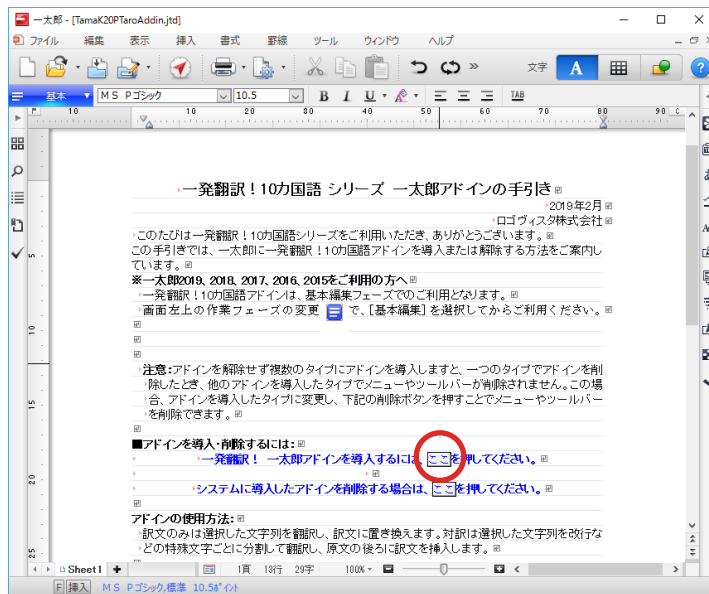 一太郎 - [TamaK20PTaroAddin.jtd]
ファイル 編集 表示 挿入 書式 罫線 ツール ウィンドウ ヘルプ
文字 A
基本 MS Pゴシック 10.5 B I U TAB
10 10 20 30 40 50 60 70 80 90
一発翻訳！10カ国語 シリーズ 一太郎アドインの手引き
2019年2月
ロゴヴィスタ株式会社
このたびは一発翻訳！10カ国語シリーズをご利用いただき、ありがとうございます。
この手引きでは、一太郎に一発翻訳！10カ国語アドインを導入または解除する方法をご案内し
ています。
※一太郎2019、2018、2017、2016、2015をご利用の方へ
一発翻訳！10カ国語アドインは、基本編集フェーズでのご利用となります。
画面左上の作業フェーズの変更 で、[基本編集] を選択してからご利用ください。
注意:アドインを解除せず複数のタイプにアドインを導入しますと、一つのタイプでアドインを削
除したとき、他のアドインを導入したタイプでメニューやツールバーが削除されません。この場
合、アドインを導入したタイプに変更し、下記の削除ボタンを押すことでメニューやツールバー
を削除できます。
■アドインを導入・削除するには:
一発翻訳！ 一太郎アドインを導入するには、ここを押してください。
システムに導入したアドインを削除する場合は、ここを押してください。
アドインの使用方法:
訳文のみは選択した文字列を翻訳し、訳文に置き換えます。対訳は選択した文字列を改行な
どの特殊文字ごとに分割して翻訳し、原文の後ろに訳文を挿入します。
Sheet1 1頁 13行 29字 100%
F 挿入 MS Pゴシック,標準 10.5ポイント